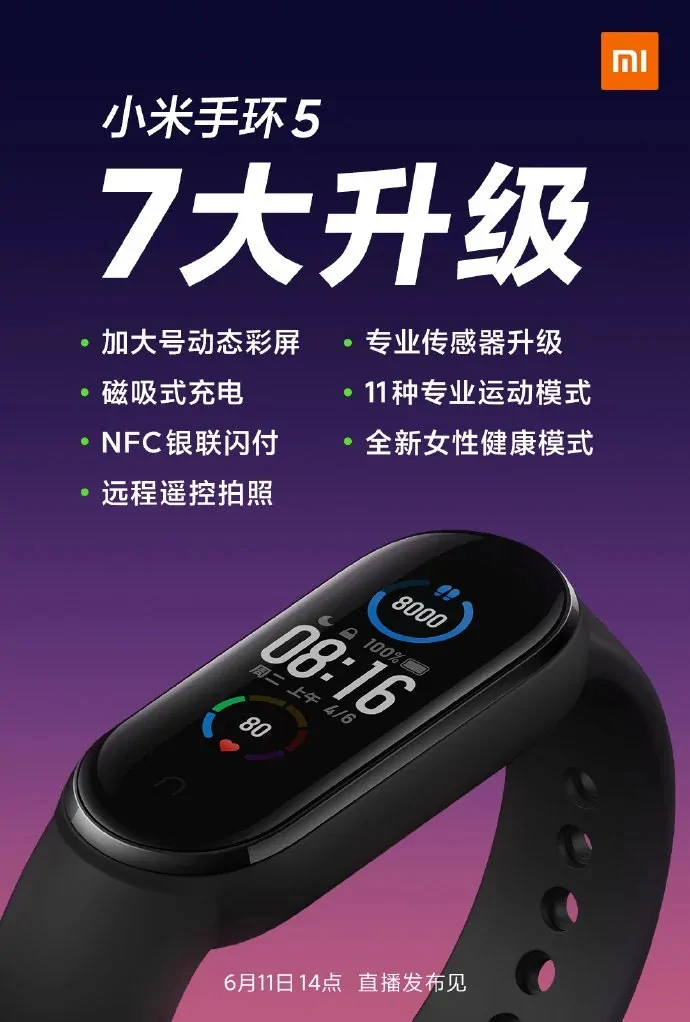 mi
小米手环5
7大升级
加大号动态彩屏
磁吸式充电
NFC银联闪付
远程遥控拍照
专业传感器升级
11种专业运动模式
全新女性健康模式
8000
100%
08:16
周二 上午 4/6
80
6月11日14点 直播发布见